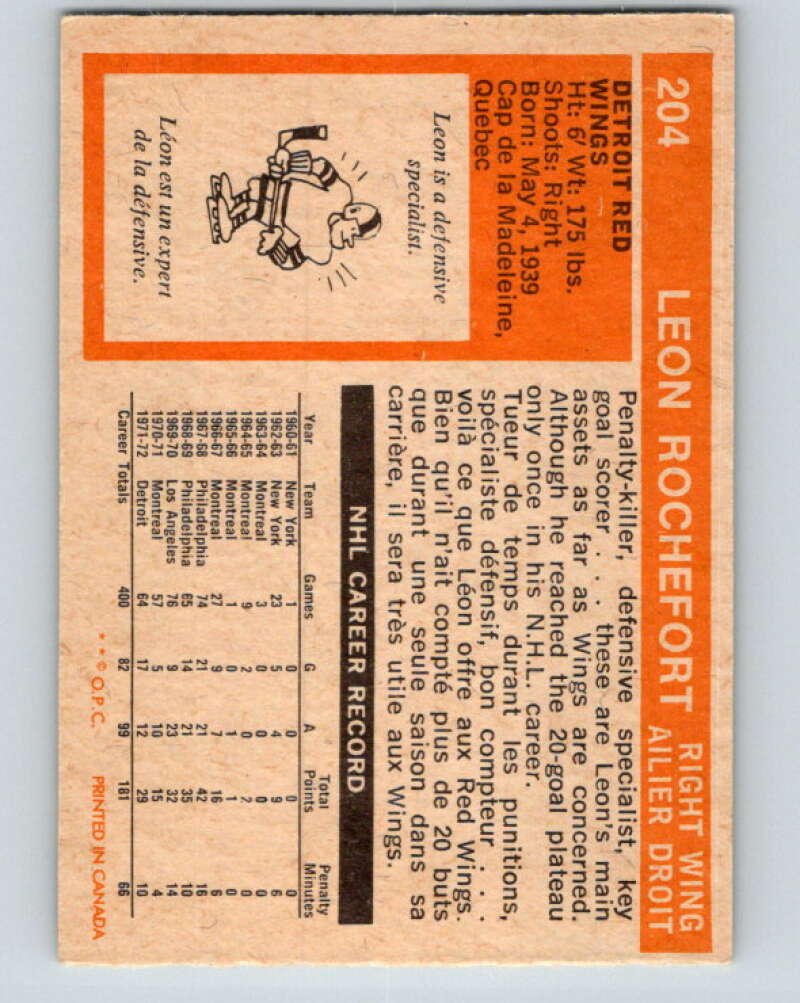 204 LEON ROCHEFORT RIGHT WING
AILIER DROIT
DETROIT RED
WINGS
Ht: 6' Wt: 175 lbs.
Shoots: Right
Born: May 4, 1939
Cap de la Madeleine,
Quebec
Leon is a defensive
specialist.
Léon est un expert
de la défensive.
Penalty-killer, defensive specialist, key
goal scorer . . . these are Leon's main
assets as far as Wings are concerned.
Although he reached the 20-goal plateau
only once in his N.H.L. career.
Tueur de temps durant les punitions,
spécialiste défensif, bon compteur . . .
voilà ce que Léon offre aux Red Wings.
Bien qu'il n'ait compté plus de 20 buts
que durant une seule saison dans sa
carrière, il sera très utile aux Wings.
NHL CAREER RECORD
Year Team Games G A Total Points Penalty Minutes
1960-61 New York 1 0 0 0 0
1962-63 New York 23 5 4 9 6
1963-64 Montreal 3 0 0 0 0
1964-65 Montreal 9 2 0 2 0
1965-66 Montreal 1 0 1 1 0
1966-67 Montreal 27 9 7 16 6
1967-68 Philadelphia 74 21 21 42 16
1968-69 Philadelphia 65 14 21 35 10
1969-70 Los Angeles 76 9 23 32 14
1970-71 Montreal 57 5 10 15 4
1971-72 Detroit 64 17 12 29 10
Career Totals 400 82 99 181 66
* * © O.P.C. PRINTED IN CANADA